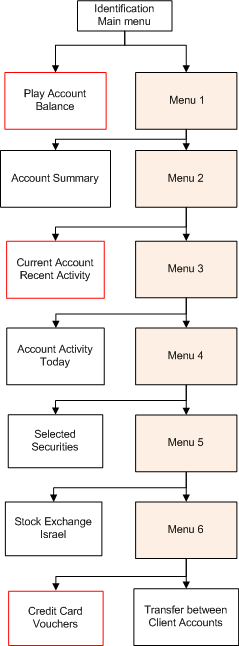 Identification
Main menu
Play Account
Balance
Menu 1
Account Summary
Menu 2
Current Account
Recent Activity
Menu 3
Account Activity
Today
Menu 4
Selected
Securities
Menu 5
Stock Exchange
Israel
Menu 6
Credit Card
Vouchers
Transfer between
Client Accounts